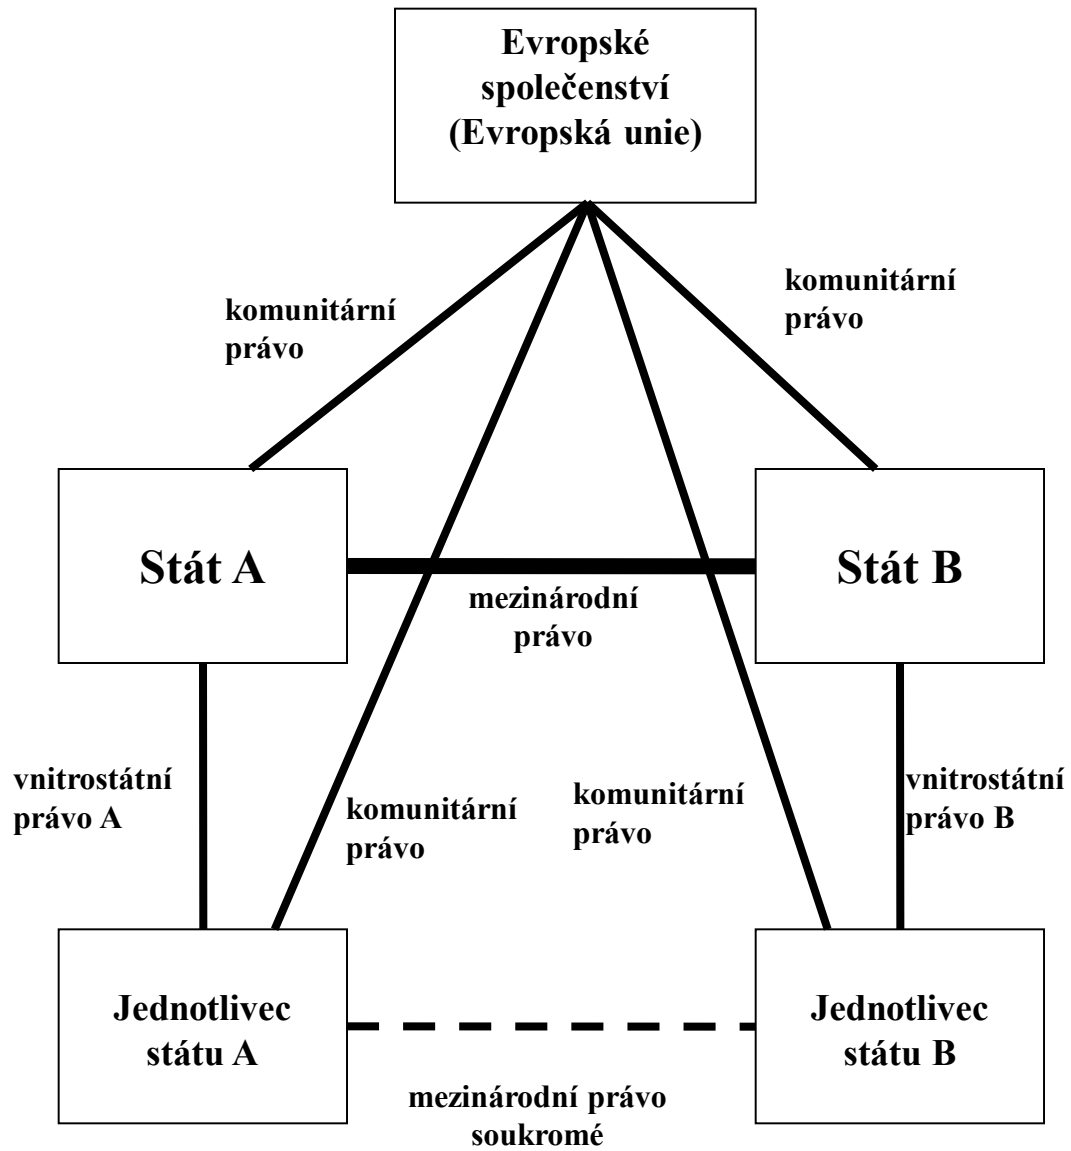 Evropské
společenství
(Evropská unie)
komunitární
právo
komunitární
právo
Stát A
Stát B
mezinárodní
právo
vnitrostátní
právo A
komunitární
právo
komunitární
právo
vnitrostátní
právo B
Jednotlivec
státu A
Jednotlivec
státu B
mezinárodní právo
soukromé